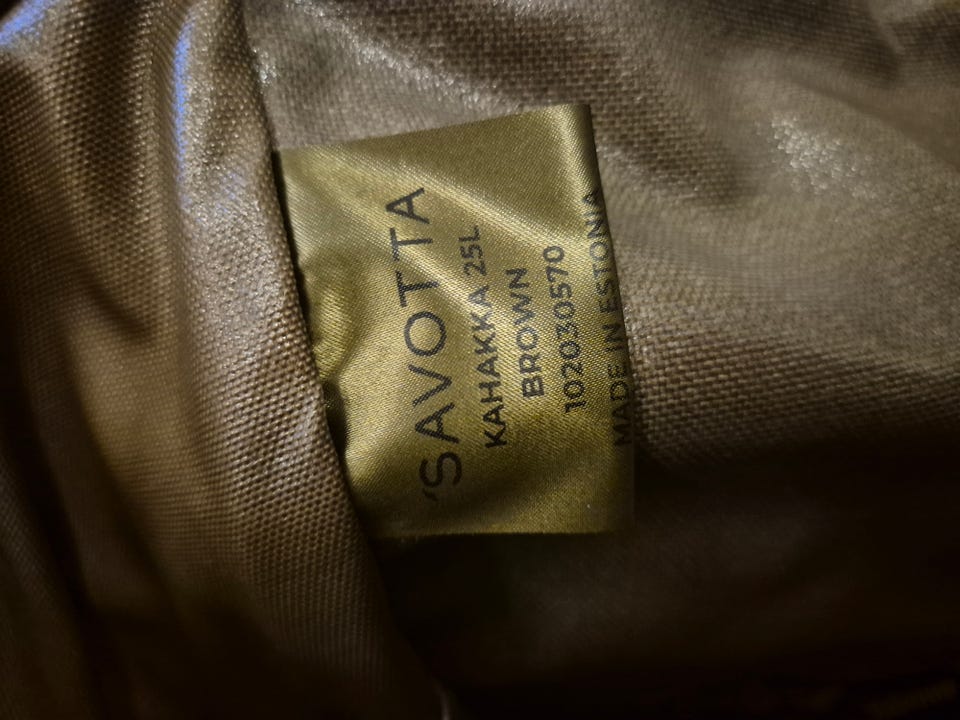 'SAVOTTA
KAHAKKA 25L
BROWN
102030570
MADE IN ESTONIA